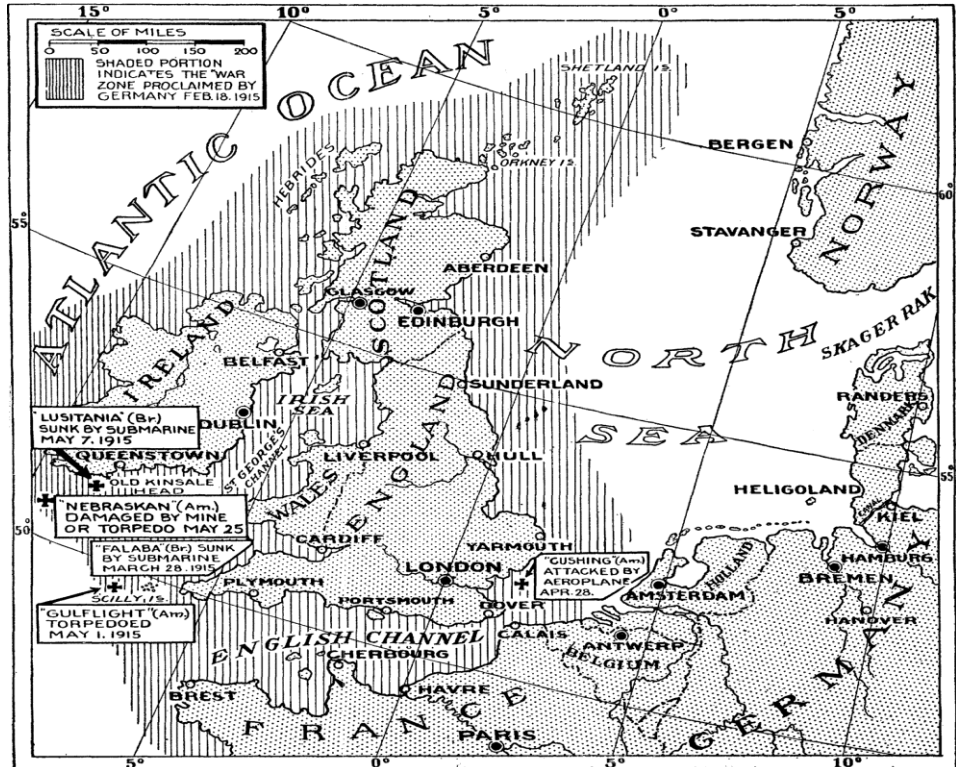 15°
10°
5°
0°
5°
SCALE OF MILES
0 50 100 150 200
SHADED PORTION
INDICATES THE "WAR
ZONE PROCLAIMED BY
GERMANY FEB. 18. 1915
ATLANTIC OCEAN
SHETLAND IS.
ORKNEY IS.
HEBRIDES
BERGEN
STAVANGER
NORWAY
60°
55°
SCOTLAND
ABERDEEN
GLASGOW
EDINBURGH
NORTH
SEA
SKAGER RAK
IRELAND
BELFAST
IRISH
SEA
SUNDERLAND
RANDERS
DENMARK
"LUSITANIA" (Br)
SUNK BY SUBMARINE
MAY 7. 1915
DUBLIN
QUEENSTOWN
OLD KINSALE
HEAD
ST GEORGES
CHANNEL
LIVERPOOL
HULL
ENGLAND
WALES
HELIGOLAND
55°
CANAL
KIEL
"NEBRASKAN" (Am.)
DAMAGED BY MINE
OR TORPEDO MAY 25
50°
"FALABA" (Br) SUNK
BY SUBMARINE
MARCH 28. 1915
CARDIFF
YARMOUTH
LONDON
"CUSHING" (Am)
ATTACKED BY
AEROPLANE
APR. 28.
HOLLAND
AMSTERDAM
HAMBURG
BREMEN
HANOVER
GERMANY
SCILLY IS.
"GULFLIGHT" (Am.)
TORPEDOED
MAY 1. 1915
PLYMOUTH
PORTSMOUTH
DOVER
CALAIS
ANTWERP
BELGIUM
ENGLISH CHANNEL
CHERBOURG
BREST
HAVRE
FRANCE
PARIS
5°
0°
5°
10°